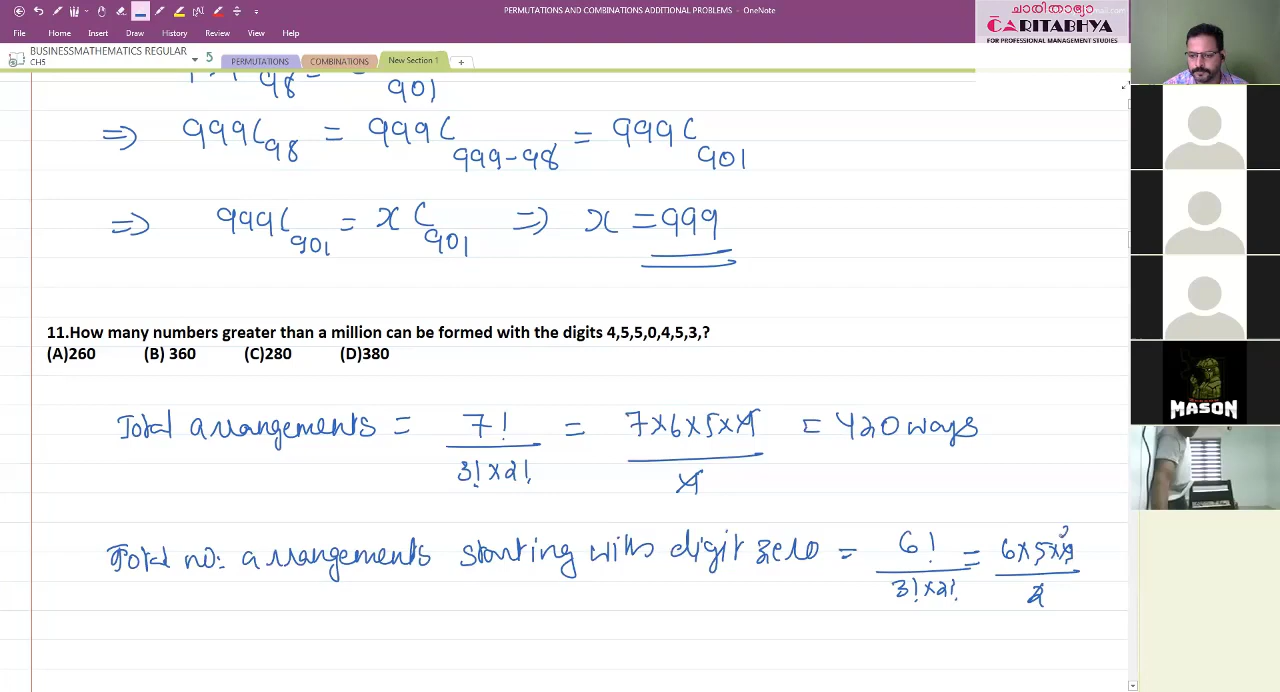 PERMUTATIONS AND COMBINATIONS ADDITIONAL PROBLEMS - OneNote
ചാരിതാഭ്യാ
CARITABHYA
FOR PROFESSIONAL MANAGEMENT STUDIES
File Home Insert Draw History Review View Help
BUSINESSMATHEMATICS REGULAR
CH5
PERMUTATIONS COMBINATIONS New Section 1 +
98 = 901
=> 999C98 = 999C999-98 = 999C901
=> 999C901 = xC901 => x = 999
11.How many numbers greater than a million can be formed with the digits 4,5,5,0,4,5,3,?
(A)260 (B) 360 (C)280 (D)380
Total arrangements = 7! / 3!×2! = 7×6×5×4 / 4 = 420 ways
Total no: arrangements starting with digit zero = 6! / 3!×2! = 6×5×4 / 2
MASON